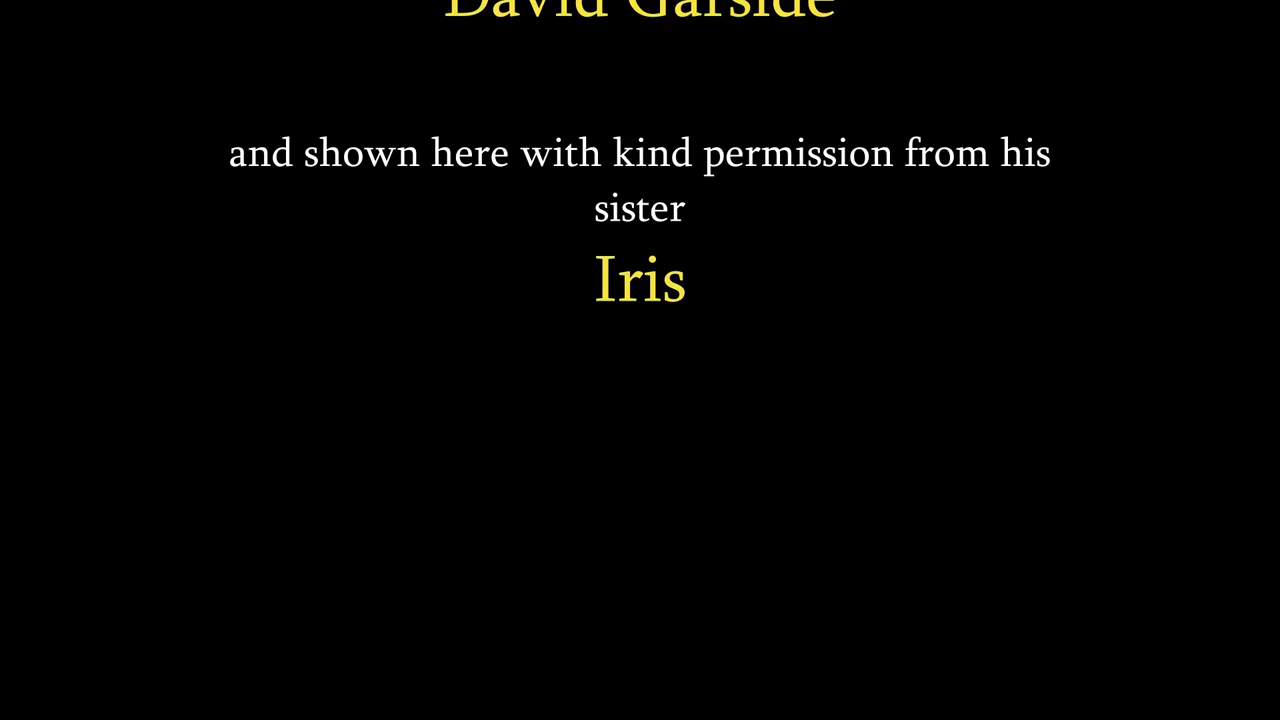 David Garside
and shown here with kind permission from his
sister
Iris